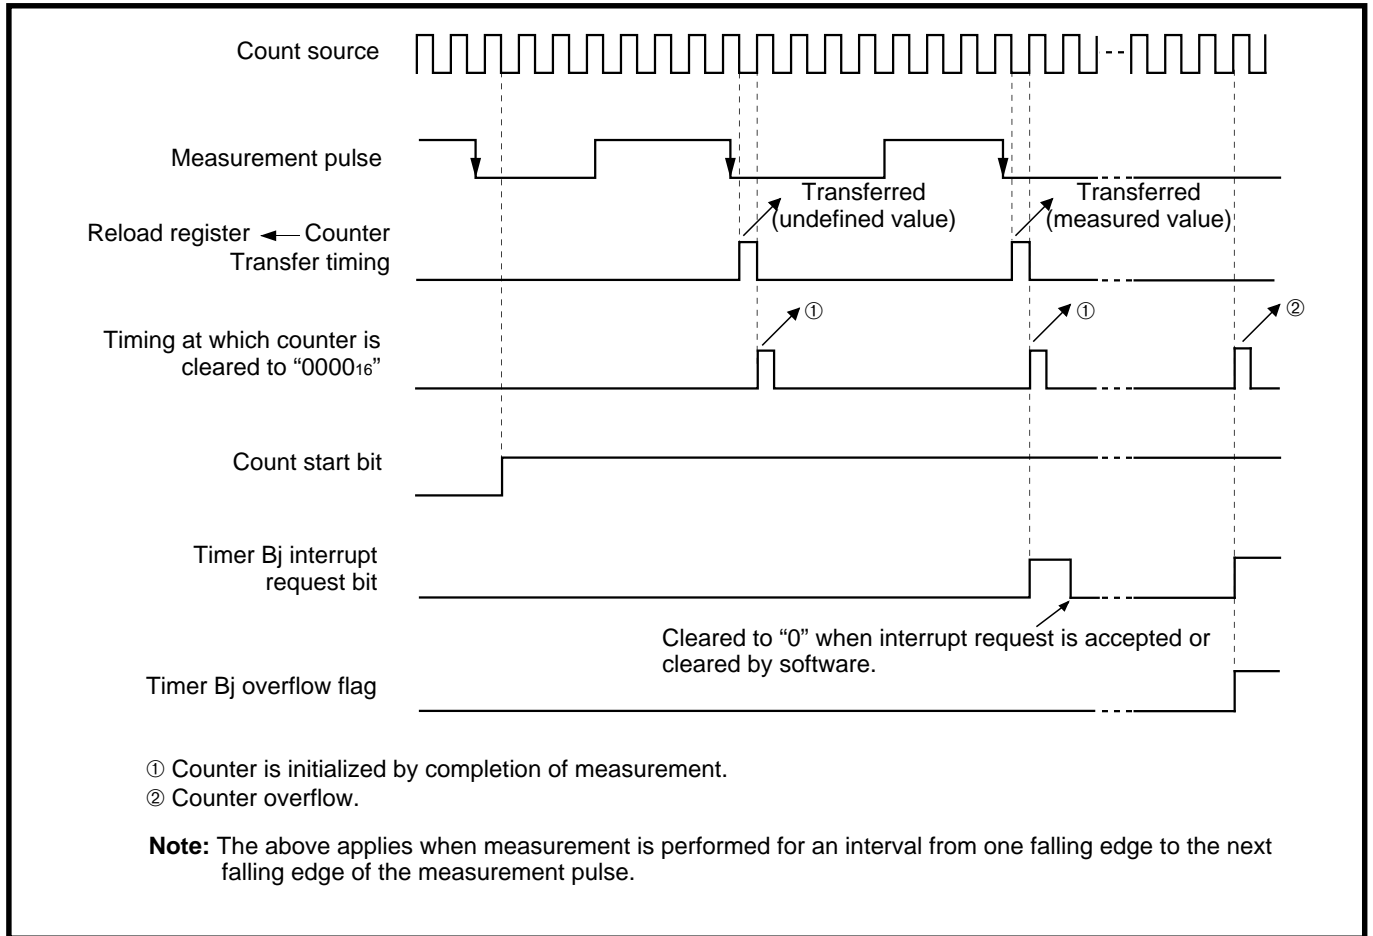 Count source
Measurement pulse
Transferred
(undefined value)
Transferred
(measured value)
Reload register ← Counter
Transfer timing
①
①
②
Timing at which counter is
cleared to “0000₁₆”
Count start bit
Timer Bj interrupt
request bit
Cleared to “0” when interrupt request is accepted or
cleared by software.
Timer Bj overflow flag
① Counter is initialized by completion of measurement.
② Counter overflow.
Note: The above applies when measurement is performed for an interval from one falling edge to the next
falling edge of the measurement pulse.